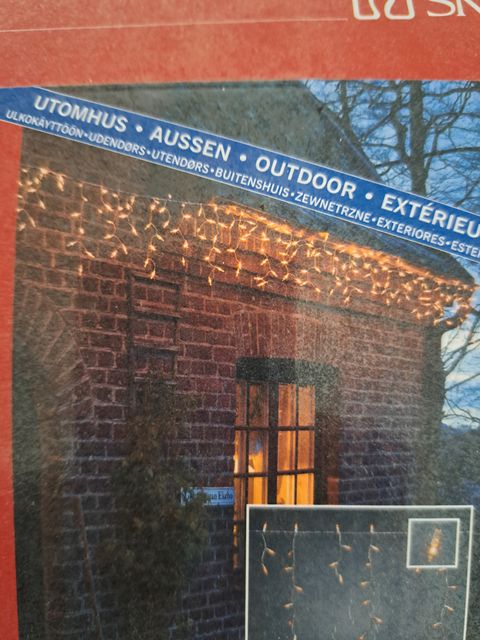 UTOMHUS • AUSSEN • OUTDOOR • EXTÉRIEU
ULKOKÄYTTÖÖN • UDENDØRS • UTENDØRS • BUITENSHUIS • ZEWNETRZNE • EXTERIORES • ESTE